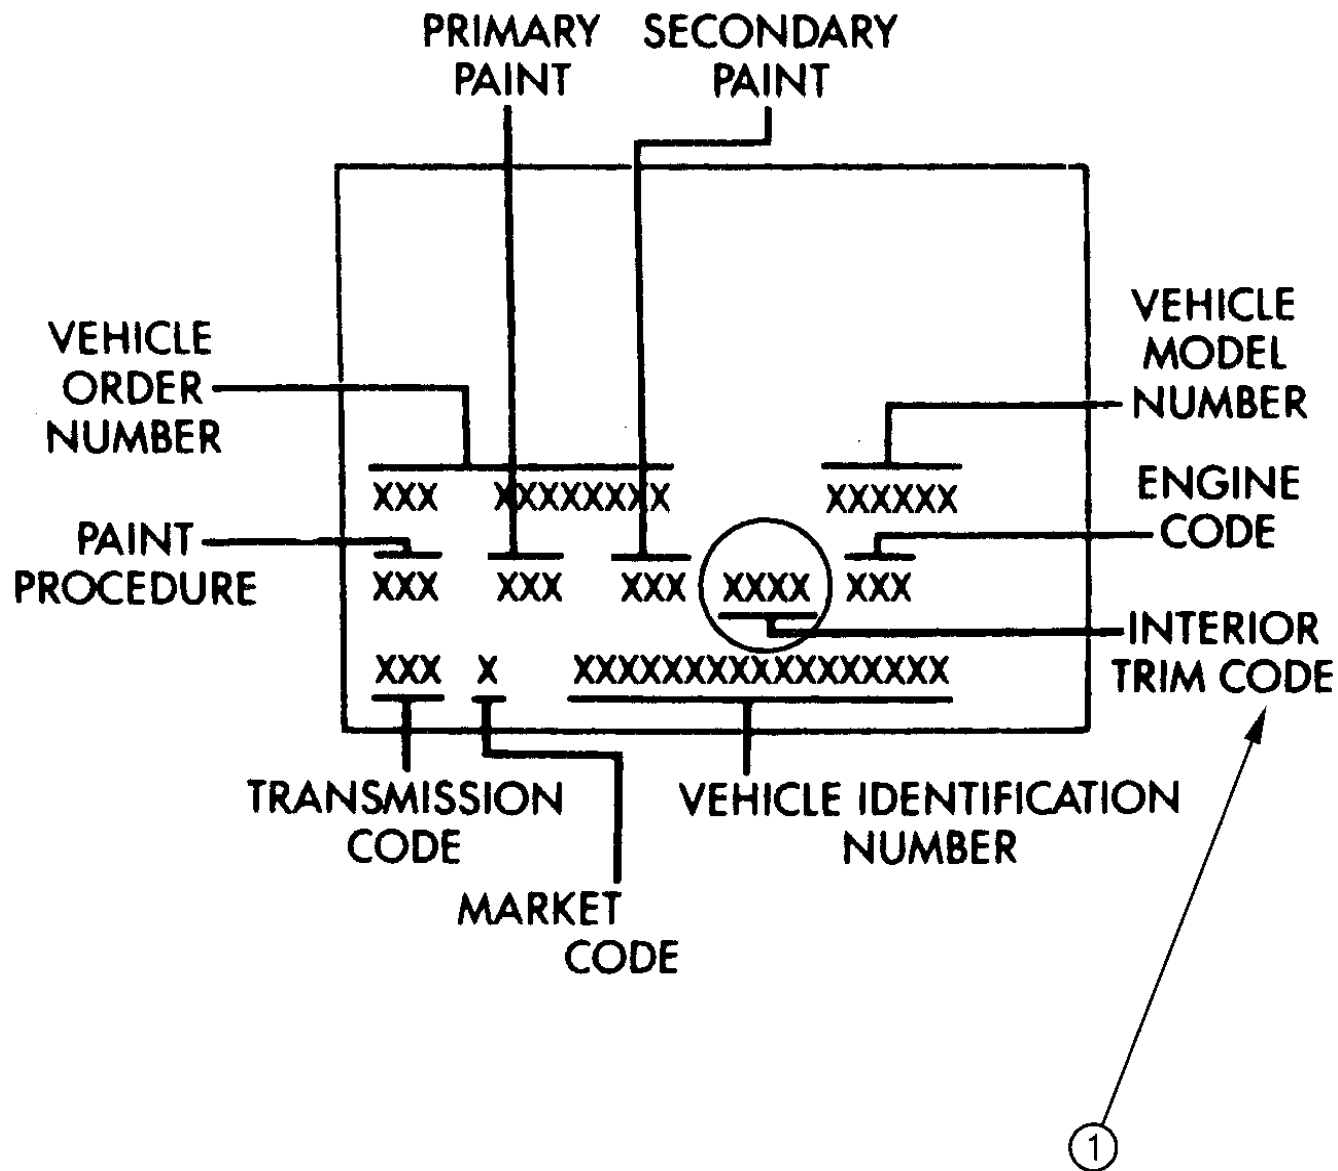 PRIMARY
PAINT
SECONDARY
PAINT
VEHICLE
ORDER
NUMBER
VEHICLE
MODEL
NUMBER
XXX XXXXXXXX XXXXXX
ENGINE
CODE
PAINT
PROCEDURE
XXX XXX XXX XXXX XXX
INTERIOR
TRIM CODE
XXX X XXXXXXXXXXXXXXXXX
TRANSMISSION
CODE
VEHICLE IDENTIFICATION
NUMBER
MARKET
CODE
1